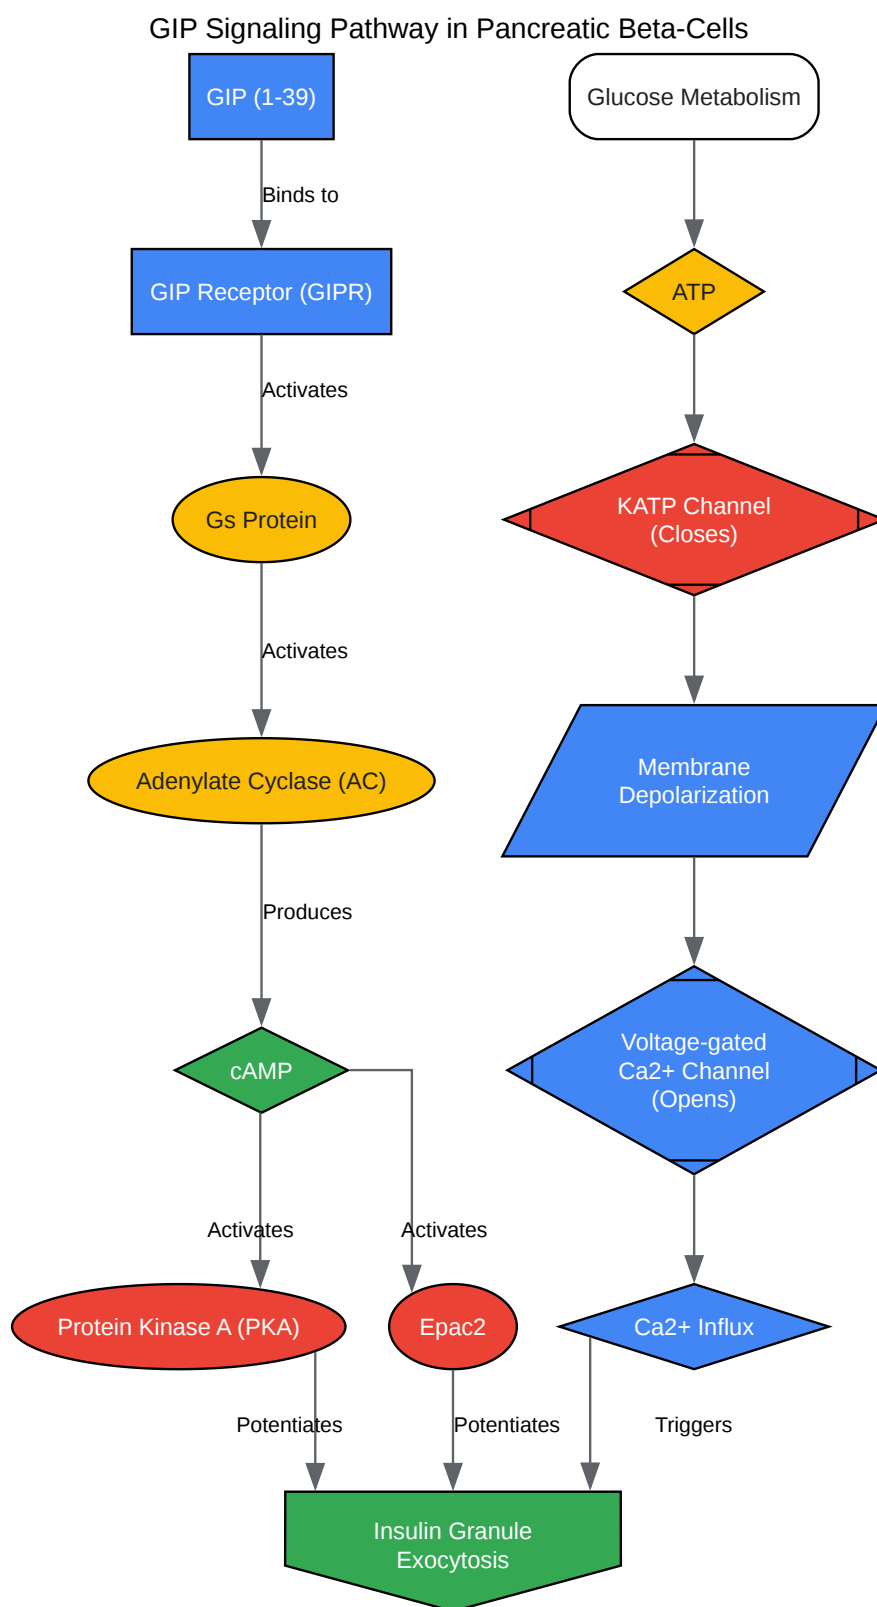 GIP Signaling Pathway in Pancreatic Beta-Cells
GIP (1-39)
Glucose Metabolism
Binds to
GIP Receptor (GIPR)
ATP
Activates
Gs Protein
KATP Channel
(Closes)
Activates
Adenylate Cyclase (AC)
Membrane
Depolarization
Produces
cAMP
Voltage-gated
Ca2+ Channel
(Opens)
Activates
Activates
Protein Kinase A (PKA)
Epac2
Ca2+ Influx
Potentiates
Potentiates
Triggers
Insulin Granule
Exocytosis